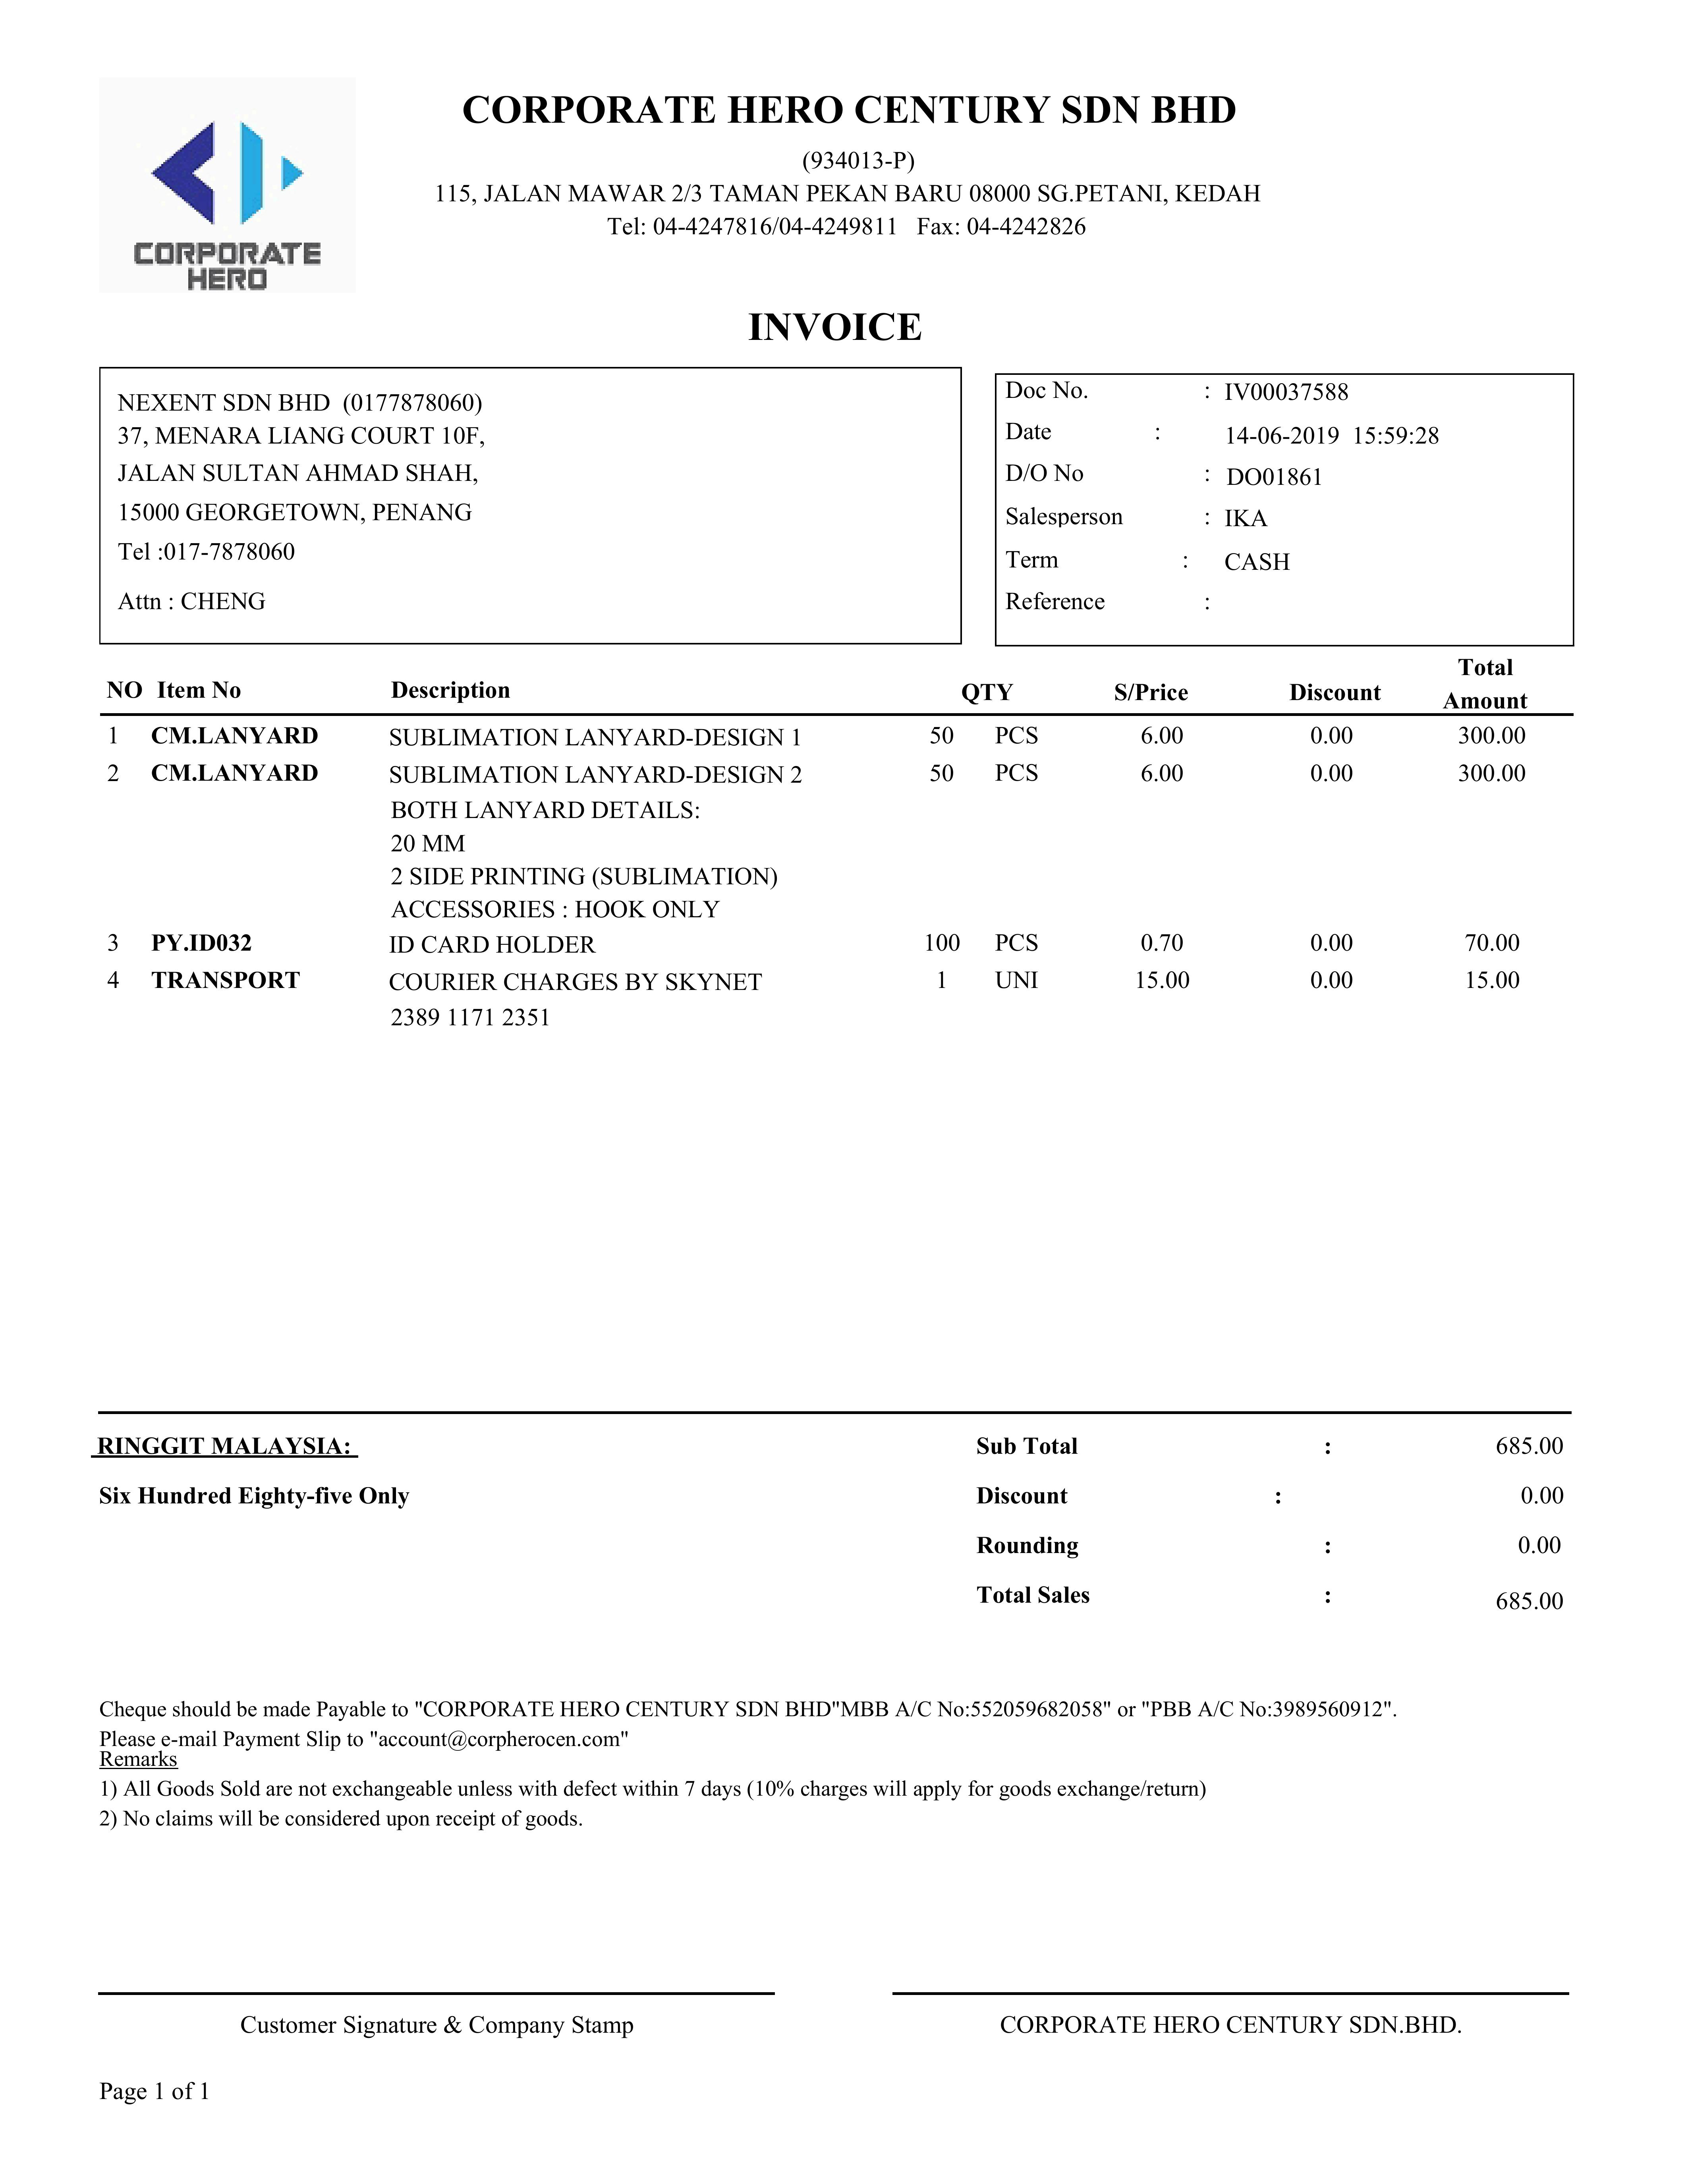 CORPORATE
HERO
CORPORATE HERO CENTURY SDN BHD
(934013-P)
115, JALAN MAWAR 2/3 TAMAN PEKAN BARU 08000 SG.PETANI, KEDAH
Tel: 04-4247816/04-4249811 Fax: 04-4242826
INVOICE
NEXENT SDN BHD (0177878060)
37, MENARA LIANG COURT 10F,
JALAN SULTAN AHMAD SHAH,
15000 GEORGETOWN, PENANG
Tel :017-7878060
Attn : CHENG
Doc No. : IV00037588
Date : 14-06-2019 15:59:28
D/O No : DO01861
Salesperson : IKA
Term : CASH
Reference :
NO Item No Description QTY S/Price Discount Total Amount
1 CM.LANYARD SUBLIMATION LANYARD-DESIGN 1 50 PCS 6.00 0.00 300.00
2 CM.LANYARD SUBLIMATION LANYARD-DESIGN 2 50 PCS 6.00 0.00 300.00
BOTH LANYARD DETAILS:
20 MM
2 SIDE PRINTING (SUBLIMATION)
ACCESSORIES : HOOK ONLY
3 PY.ID032 ID CARD HOLDER 100 PCS 0.70 0.00 70.00
4 TRANSPORT COURIER CHARGES BY SKYNET 1 UNI 15.00 0.00 15.00
2389 1171 2351
RINGGIT MALAYSIA:
Six Hundred Eighty-five Only
Sub Total : 685.00
Discount : 0.00
Rounding : 0.00
Total Sales : 685.00
Cheque should be made Payable to "CORPORATE HERO CENTURY SDN BHD"MBB A/C No:552059682058" or "PBB A/C No:3989560912".
Please e-mail Payment Slip to "account@corpherocen.com"
Remarks
1) All Goods Sold are not exchangeable unless with defect within 7 days (10% charges will apply for goods exchange/return)
2) No claims will be considered upon receipt of goods.
Customer Signature & Company Stamp
CORPORATE HERO CENTURY SDN.BHD.
Page 1 of 1